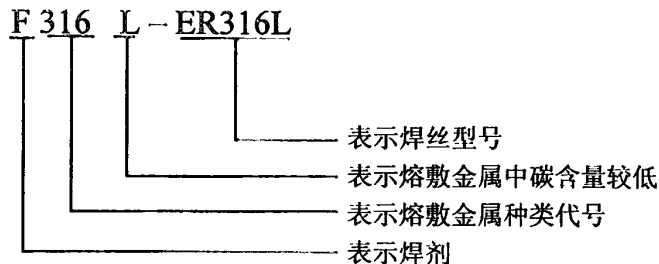 F 316 L - ER316L
表示焊丝型号
表示熔敷金属中碳含量较低
表示熔敷金属种类代号
表示焊剂